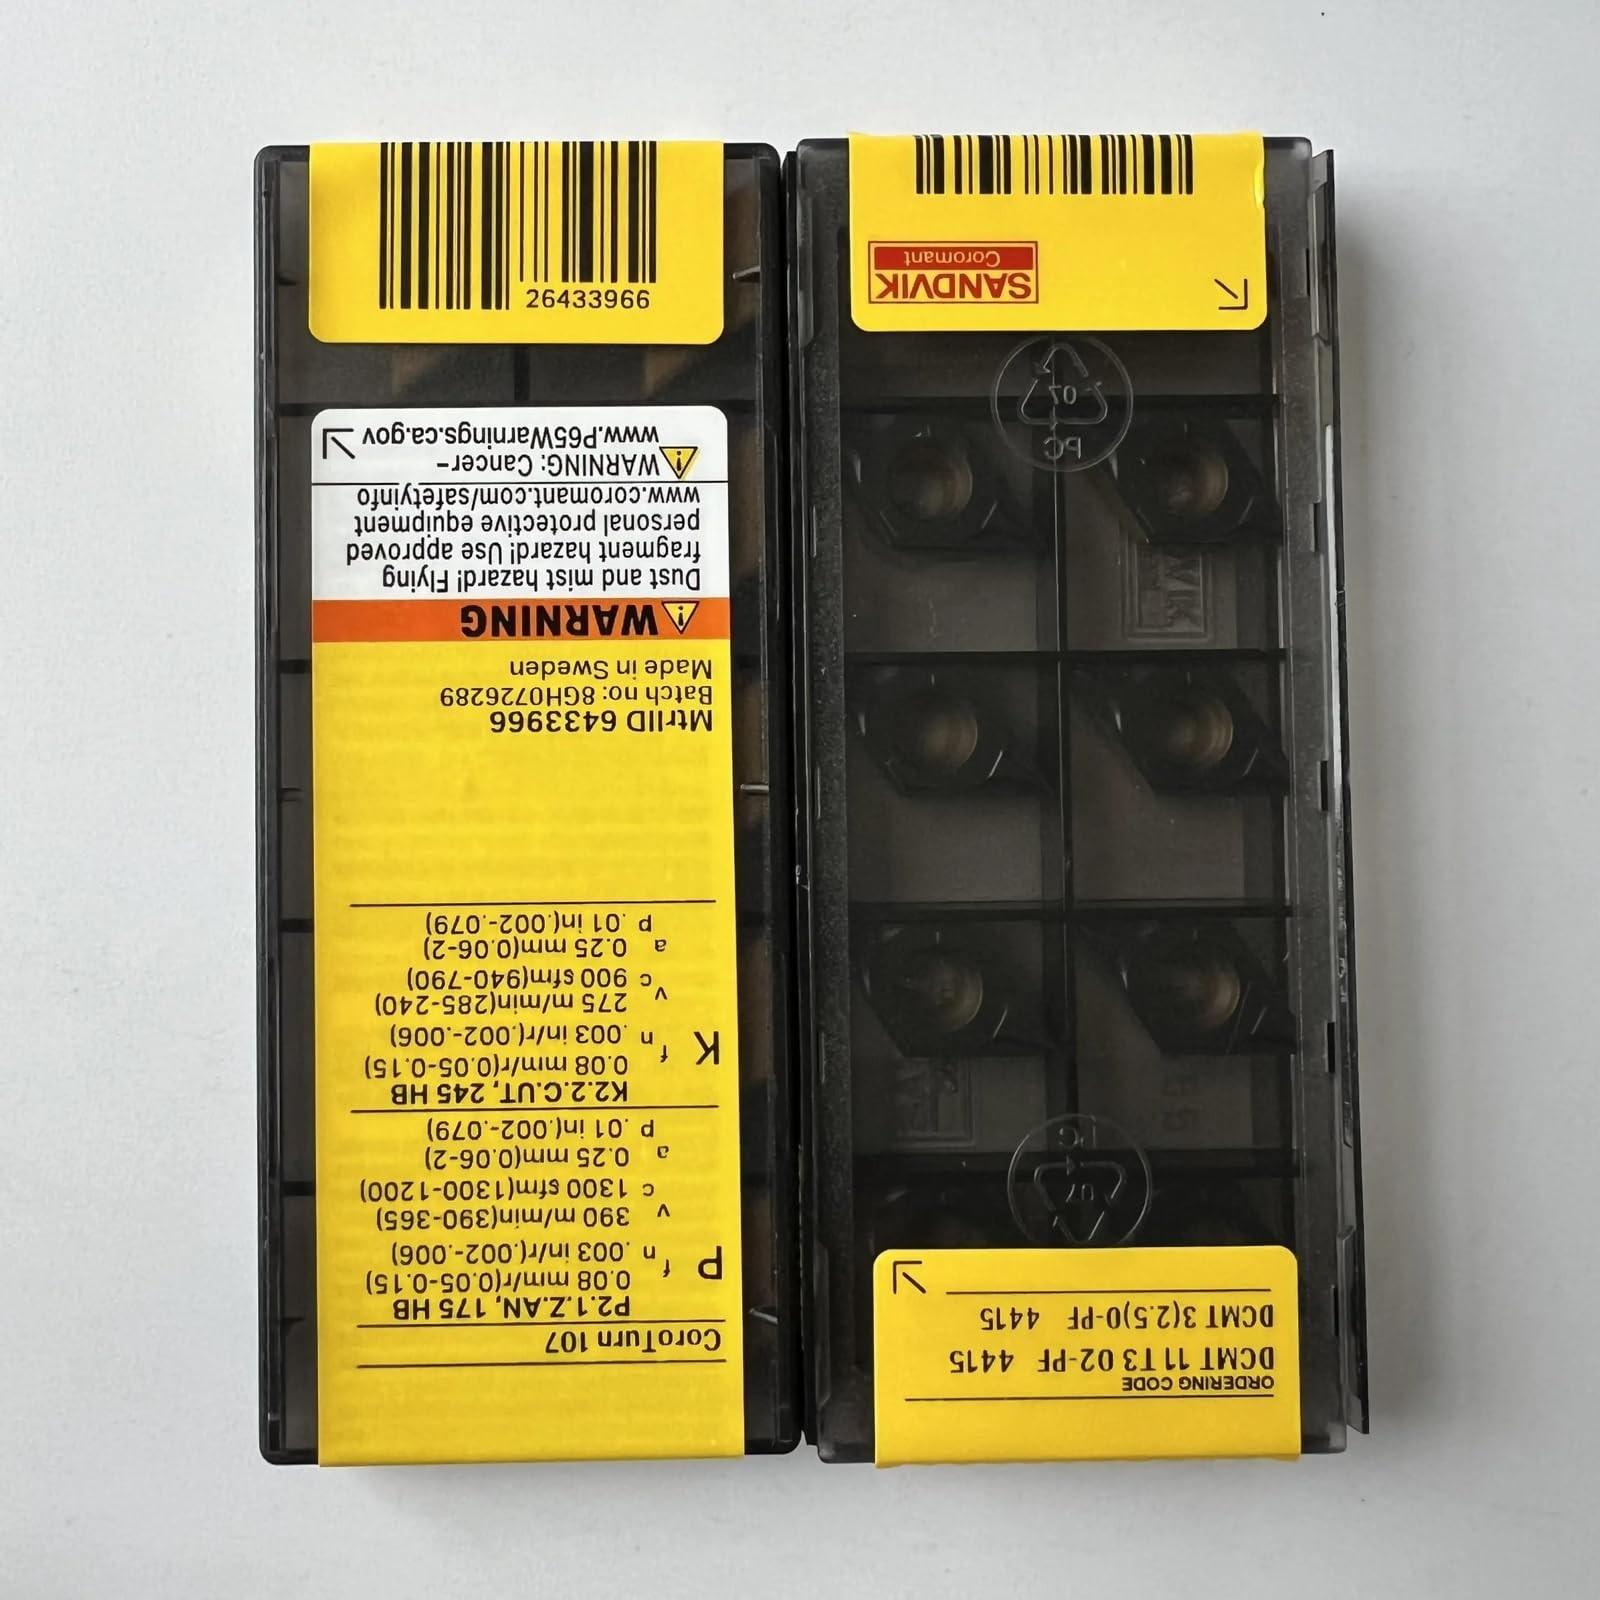 CoroTurn 107
P
P2.1.Z.AN, 175 HB
f n 0.08 mm/r(0.05-0.15)
.003 in/r(.002-.006)
v c 390 m/min(390-365)
1300 sfm(1300-1200)
a p 0.25 mm(0.06-2)
.01 in(.002-.079)
K
K2.2.C.UT, 245 HB
f n 0.08 mm/r(0.05-0.15)
.003 in/r(.002-.006)
v c 275 m/min(285-240)
900 sfm(940-790)
a p 0.25 mm(0.06-2)
.01 in(.002-.079)
MtrlID 6433966
Batch no: 8GH0726289
Made in Sweden
WARNING
Dust and mist hazard! Flying
fragment hazard! Use approved
personal protective equipment
www.coromant.com/safetyinfo
WARNING: Cancer-
www.P65Warnings.ca.gov
26433966
ORDERING CODE
DCMT 11 T3 02-PF 4415
DCMT 3(2.5)0-PF 4415
07
PC
07
PC
SANDVIK
Coromant